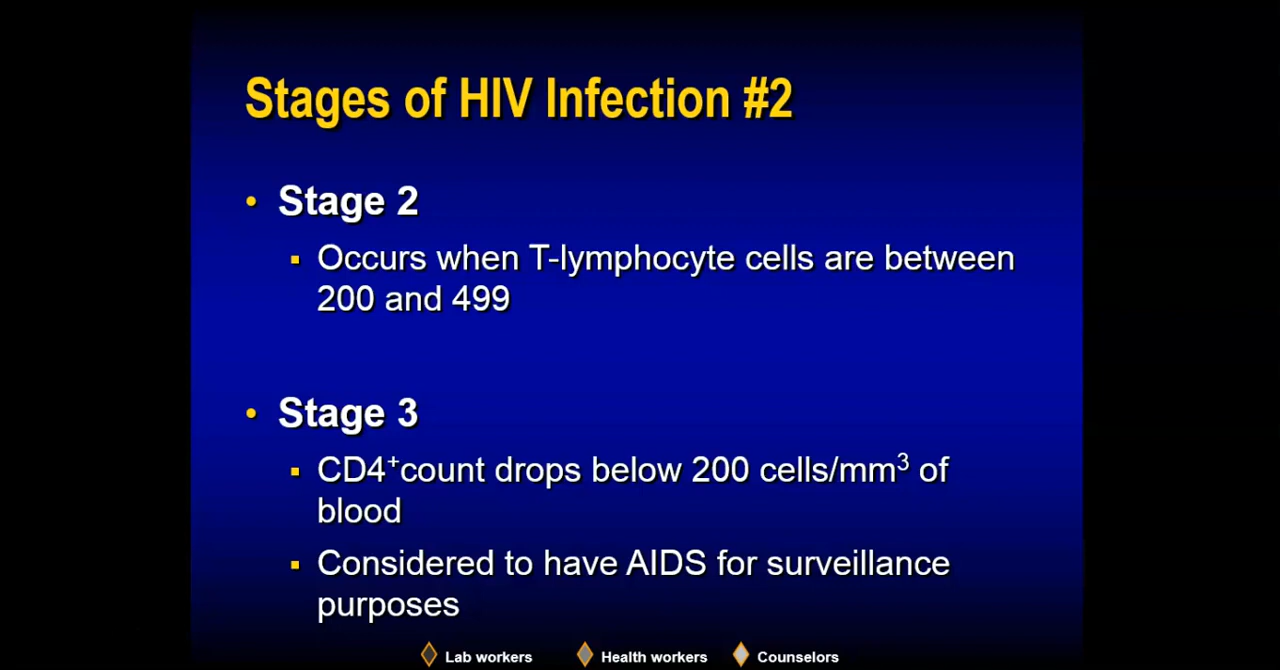 Stages of HIV Infection #2
• Stage 2
▪ Occurs when T-lymphocyte cells are between
200 and 499
• Stage 3
▪ CD4⁺count drops below 200 cells/mm³ of
blood
▪ Considered to have AIDS for surveillance
purposes
Lab workers Health workers Counselors